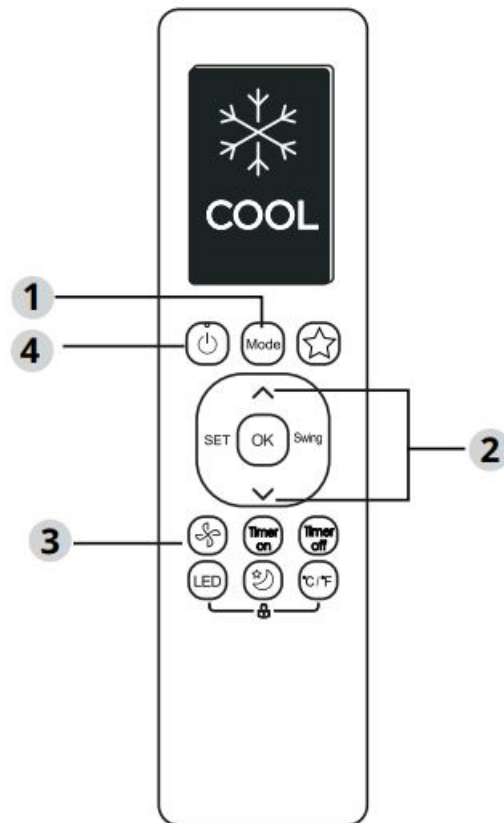 COOL
1
4
Mode
SET
OK
Swing
2
3
Timer on
Timer off
LED
°C/°F